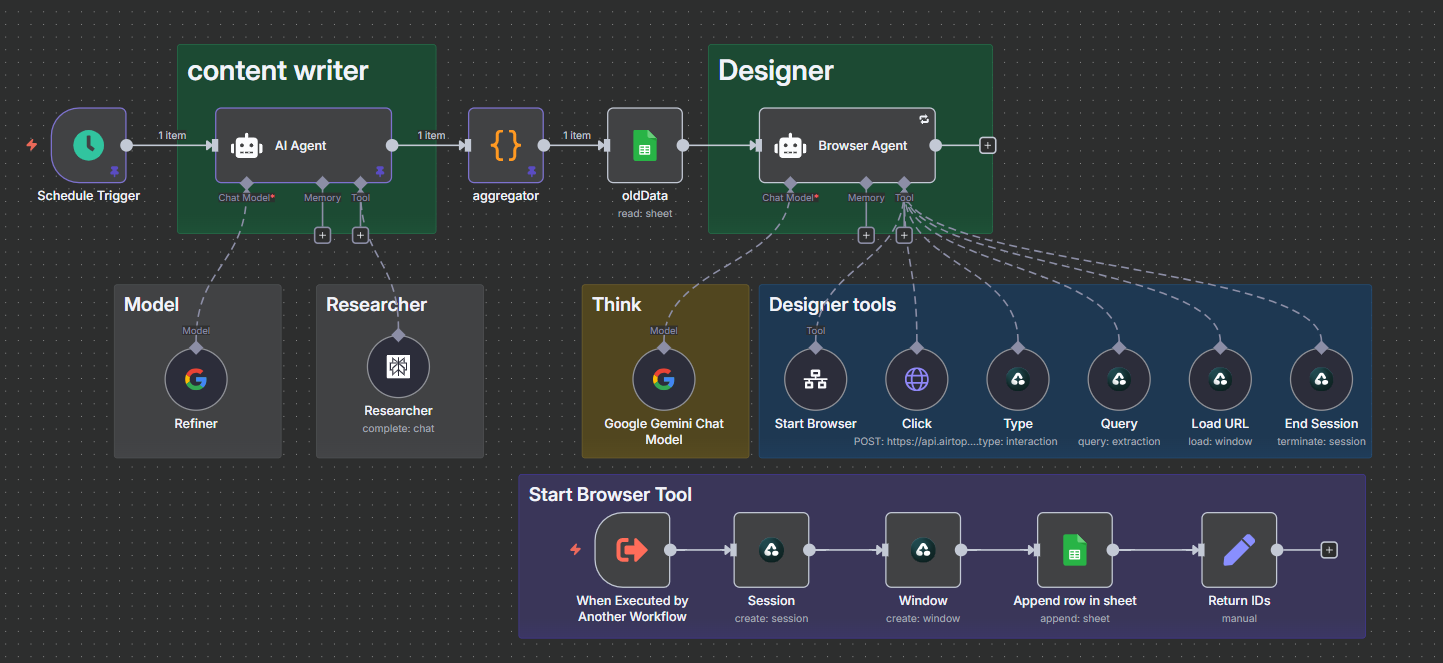 content writer
Designer
1 item
AI Agent
1 item
{}
1 item
Browser Agent
Schedule Trigger
Chat Model*
Memory
Tool
aggregator
oldData
read: sheet
Chat Model*
Memory
Tool
Model
Researcher
Think
Designer tools
Model
Model
Tool
Refiner
Researcher
complete: chat
Google Gemini Chat
Model
Start Browser
Click
POST: https://api.airtop....
Type
type: interaction
Query
query: extraction
Load URL
load: window
End Session
terminate: session
Start Browser Tool
When Executed by
Another Workflow
Session
create: session
Window
create: window
Append row in sheet
append: sheet
Return IDs
manual